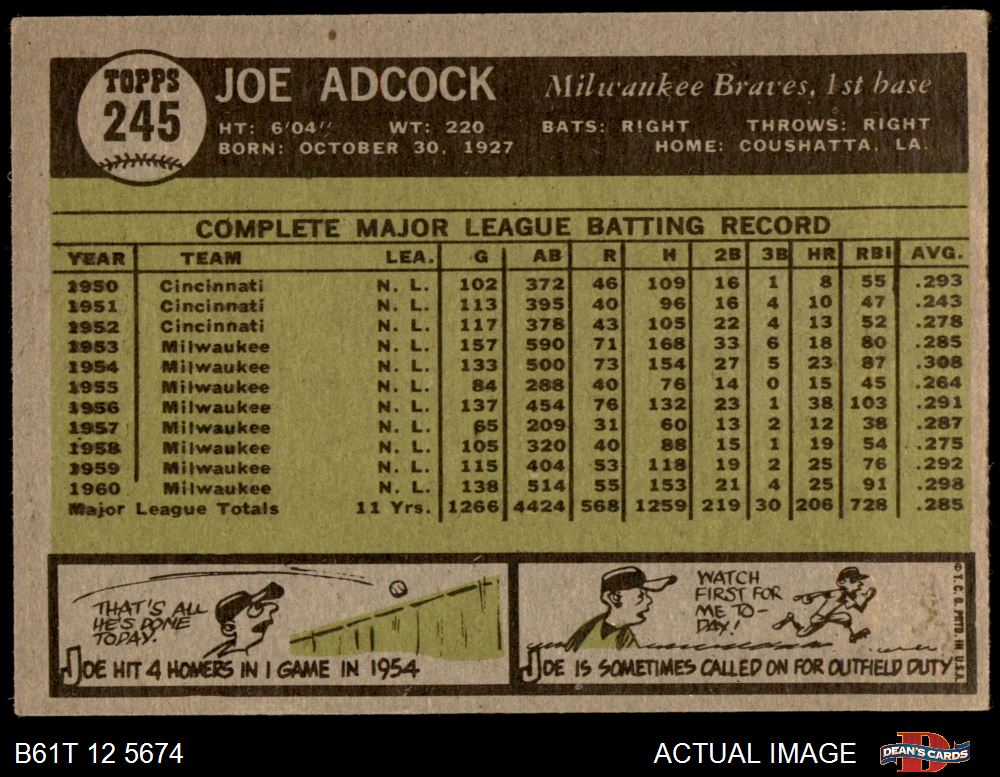 TOPPS
245
JOE ADCOCK
Milwaukee Braves, 1st base
HT: 6'04" WT: 220 BATS: RIGHT THROWS: RIGHT
BORN: OCTOBER 30, 1927 HOME: COUSHATTA, LA.
COMPLETE MAJOR LEAGUE BATTING RECORD
YEAR TEAM LEA. G AB R H 2B 3B HR RBI AVG.
1950 Cincinnati N. L. 102 372 46 109 16 1 8 55 .293
1951 Cincinnati N. L. 113 395 40 96 16 4 10 47 .243
1952 Cincinnati N. L. 117 378 43 105 22 4 13 52 .278
1953 Milwaukee N. L. 157 590 71 168 33 6 18 80 .285
1954 Milwaukee N. L. 133 500 73 154 27 5 23 87 .308
1955 Milwaukee N. L. 84 288 40 76 14 0 15 45 .264
1956 Milwaukee N. L. 137 454 76 132 23 1 38 103 .291
1957 Milwaukee N. L. 65 209 31 60 13 2 12 38 .287
1958 Milwaukee N. L. 105 320 40 88 15 1 19 54 .275
1959 Milwaukee N. L. 115 404 53 118 19 2 25 76 .292
1960 Milwaukee N. L. 138 514 55 153 21 4 25 91 .298
Major League Totals 11 Yrs. 1266 4424 568 1259 219 30 206 728 .285
THAT'S ALL
HE'S DONE
TODAY.
JOE HIT 4 HOMERS IN 1 GAME IN 1954
WATCH
FIRST FOR
ME TO-
DAY!
JOE IS SOMETIMES CALLED ON FOR OUTFIELD DUTY
© T. C. G. PRTD. IN U.S.A.
B61T 12 5674
ACTUAL IMAGE
D
DEAN'S CARDS